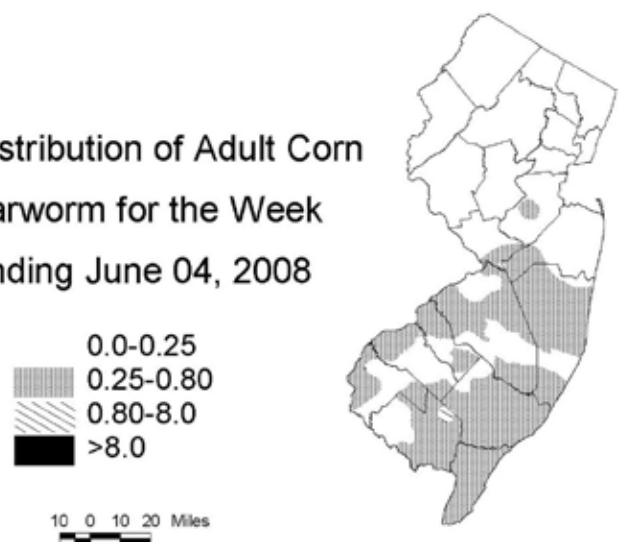 stribution of Adult Corn
arworm for the Week
nding June 04, 2008
0.0-0.25
0.25-0.80
0.80-8.0
>8.0
10 0 10 20 Miles